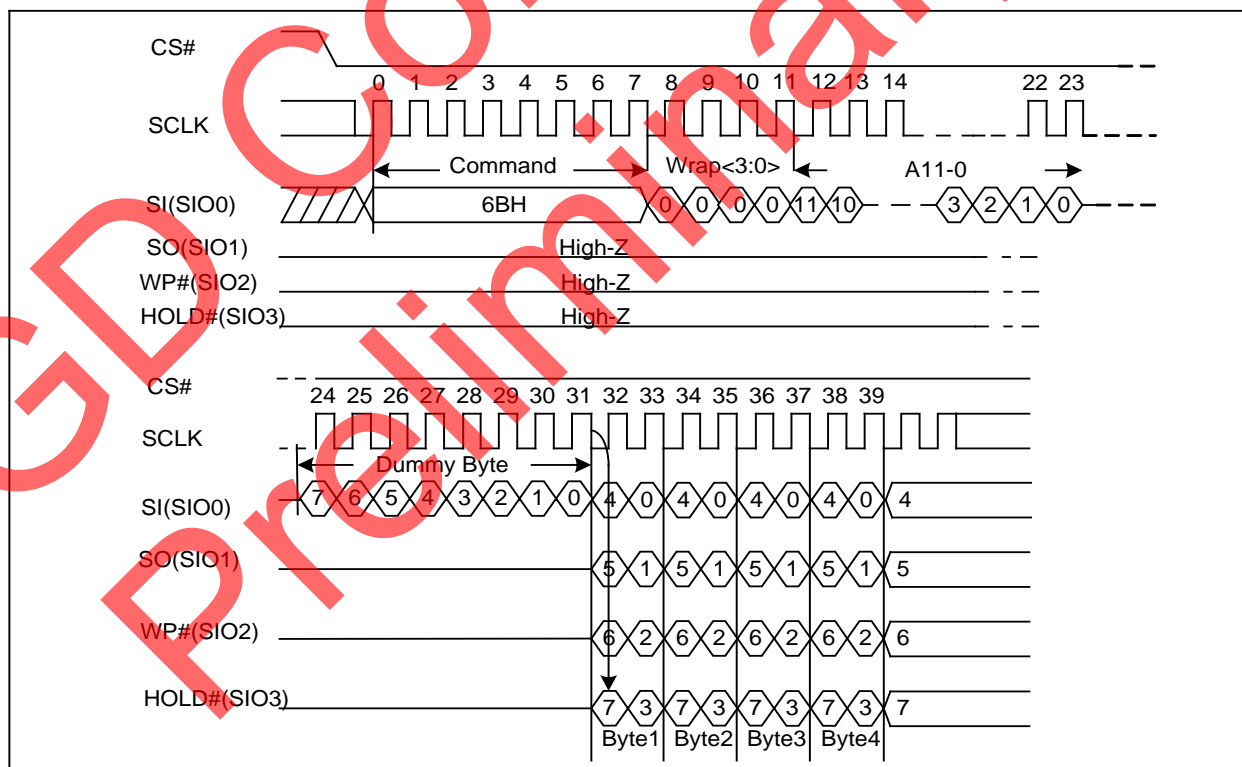 CS#
0 1 2 3 4 5 6 7 8 9 10 11 12 13 14 22 23
SCLK
Command Wrap<3:0> A11-0
SI(SIO0) 6BH 0 0 0 0 11 10 3 2 1 0
SO(SIO1) High-Z
WP#(SIO2) High-Z
HOLD#(SIO3) High-Z
CS#
24 25 26 27 28 29 30 31 32 33 34 35 36 37 38 39
SCLK
Dummy Byte
SI(SIO0) 7 6 5 4 3 2 1 0 4 0 4 0 4 0 4 0 4
SO(SIO1) 5 1 5 1 5 1 5 1 5
WP#(SIO2) 6 2 6 2 6 2 6 2 6
HOLD#(SIO3) 7 3 7 3 7 3 7 3 7
Byte1 Byte2 Byte3 Byte4
GD Co
Preliminar